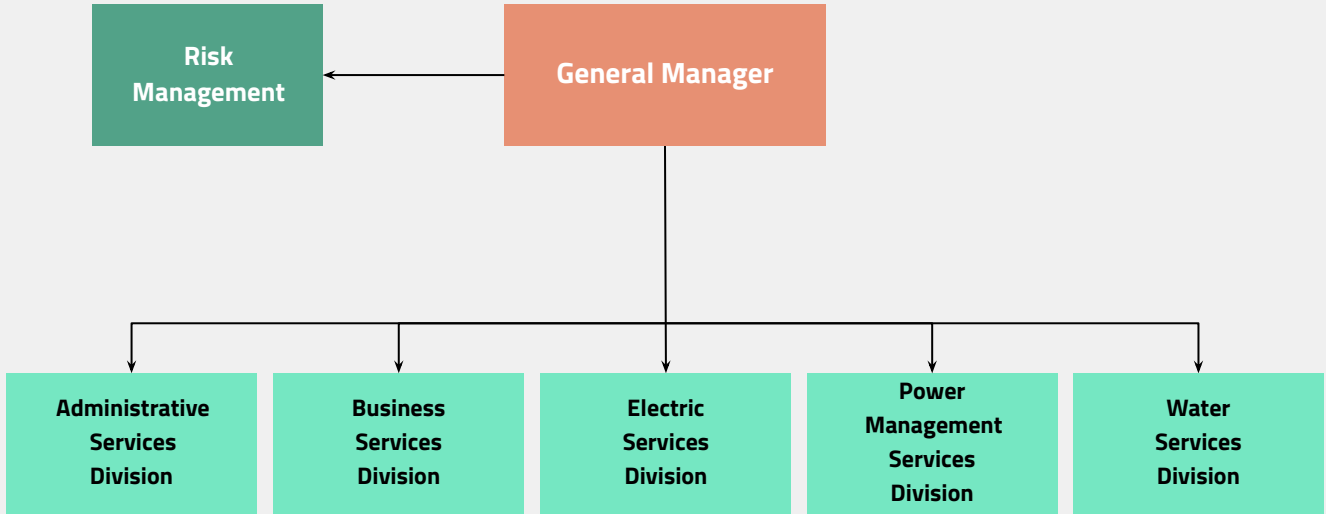 Risk
Management
General Manager
Administrative
Services
Division
Business
Services
Division
Electric
Services
Division
Power
Management
Services
Division
Water
Services
Division